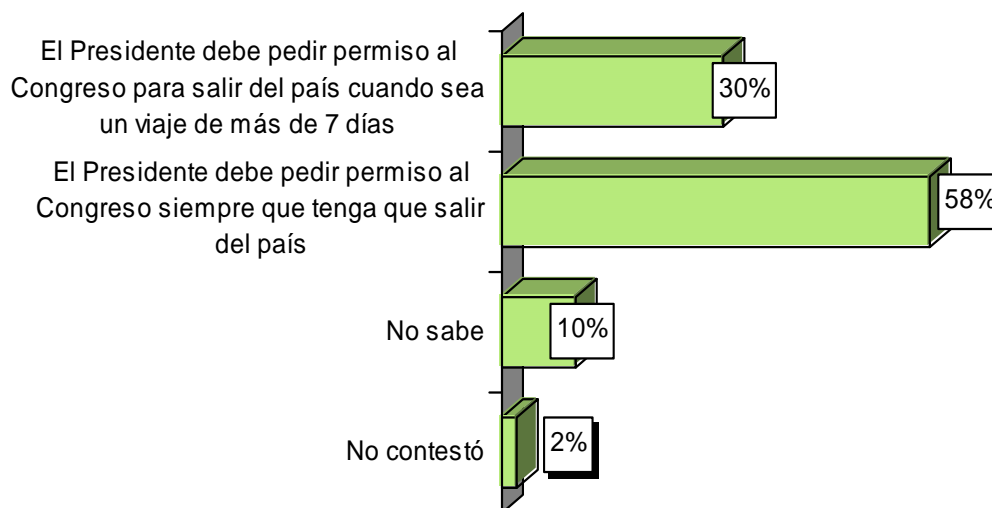 El Presidente debe pedir permiso al
Congreso para salir del país cuando sea
un viaje de más de 7 días
30%
El Presidente debe pedir permiso al
Congreso siempre que tenga que salir
del país
58%
No sabe
10%
No contestó
2%